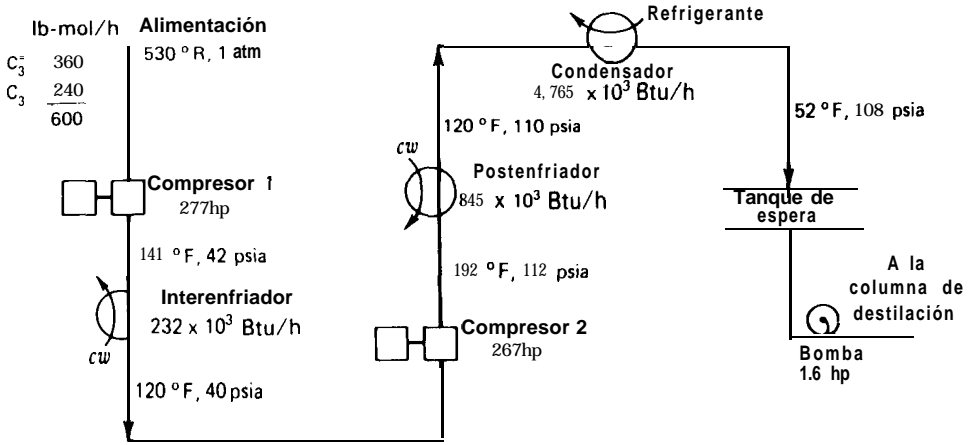 lb-mol/h
C₃⁼ 360
C₃ 240
600
Alimentación
530 °R, 1 atm
Compresor 1
277hp
141 °F, 42 psia
Interenfriador
232 x 10³ Btu/h
cw
120 °F, 40 psia
Refrigerante
Condensador
4,765 x 10³ Btu/h
120 °F, 110 psia
cw
Postenfriador
845 x 10³ Btu/h
192 °F, 112 psia
Compresor 2
267hp
52 °F, 108 psia
Tanque de
espera
A la
columna de
destilación
Bomba
1.6 hp